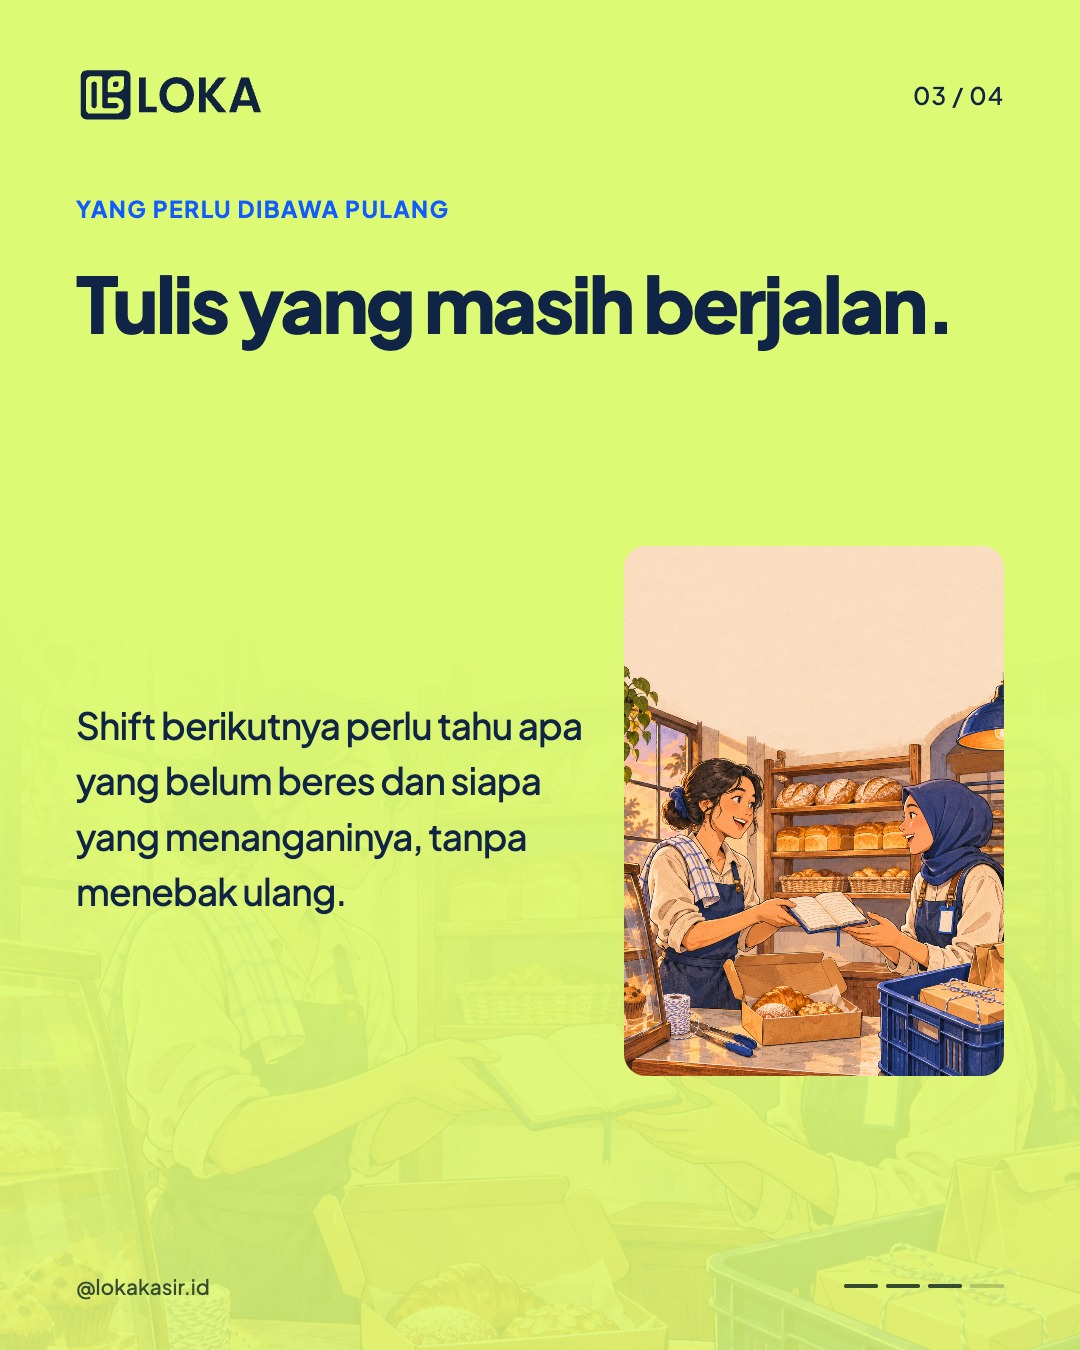 LOKA
03 / 04
YANG PERLU DIBAWA PULANG
Tulis yang masih berjalan.
Shift berikutnya perlu tahu apa
yang belum beres dan siapa
yang menanganinya, tanpa
menebak ulang.
@lokakasir.id